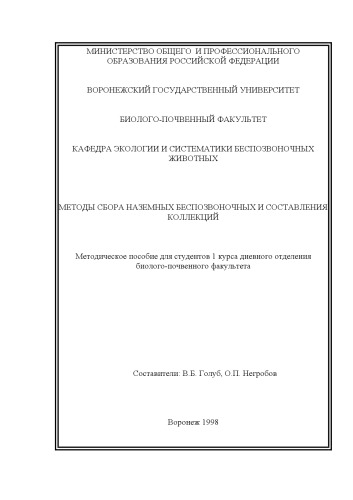 МИНИСТЕРСТВО ОБЩЕГО И ПРОФЕССИОНАЛЬНОГО
ОБРАЗОВАНИЯ РОССИЙСКОЙ ФЕДЕРАЦИИ
ВОРОНЕЖСКИЙ ГОСУДАРСТВЕННЫЙ УНИВЕРСИТЕТ
БИОЛОГО-ПОЧВЕННЫЙ ФАКУЛЬТЕТ
КАФЕДРА ЭКОЛОГИИ И СИСТЕМАТИКИ БЕСПОЗВОНОЧНЫХ
ЖИВОТНЫХ
МЕТОДЫ СБОРА НАЗЕМНЫХ БЕСПОЗВОНОЧНЫХ И СОСТАВЛЕНИЯ
КОЛЛЕКЦИЙ
Методическое пособие для студентов 1 курса дневного отделения
биолого-почвенного факультета
Составители: В.Б. Голуб, О.П. Негробов
Воронеж 1998